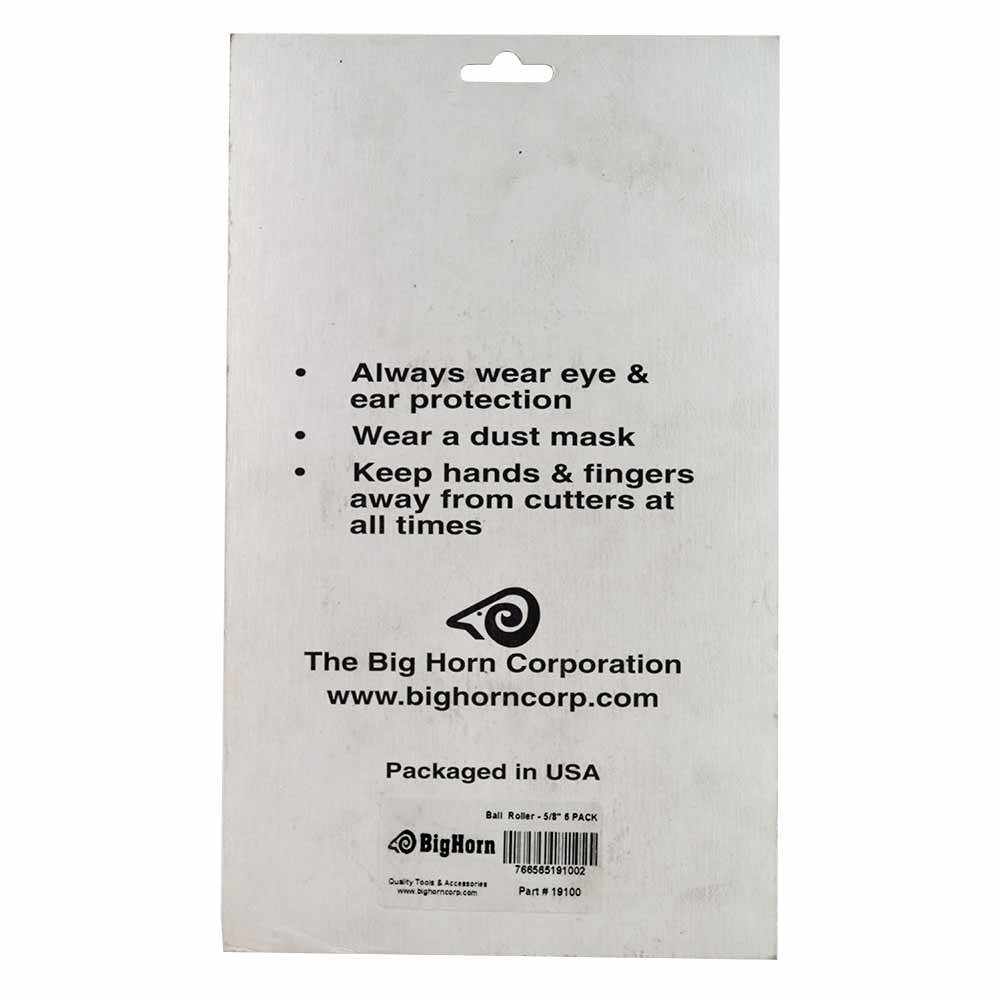 • Always wear eye &
ear protection
• Wear a dust mask
• Keep hands & fingers
away from cutters at
all times
The Big Horn Corporation
www.bighorncorp.com
Packaged in USA
Ball Roller - 5/8" 6 PACK
BigHorn
766565191002
Quality Tools & Accessories
www.bighorncorp.com
Part # 19100